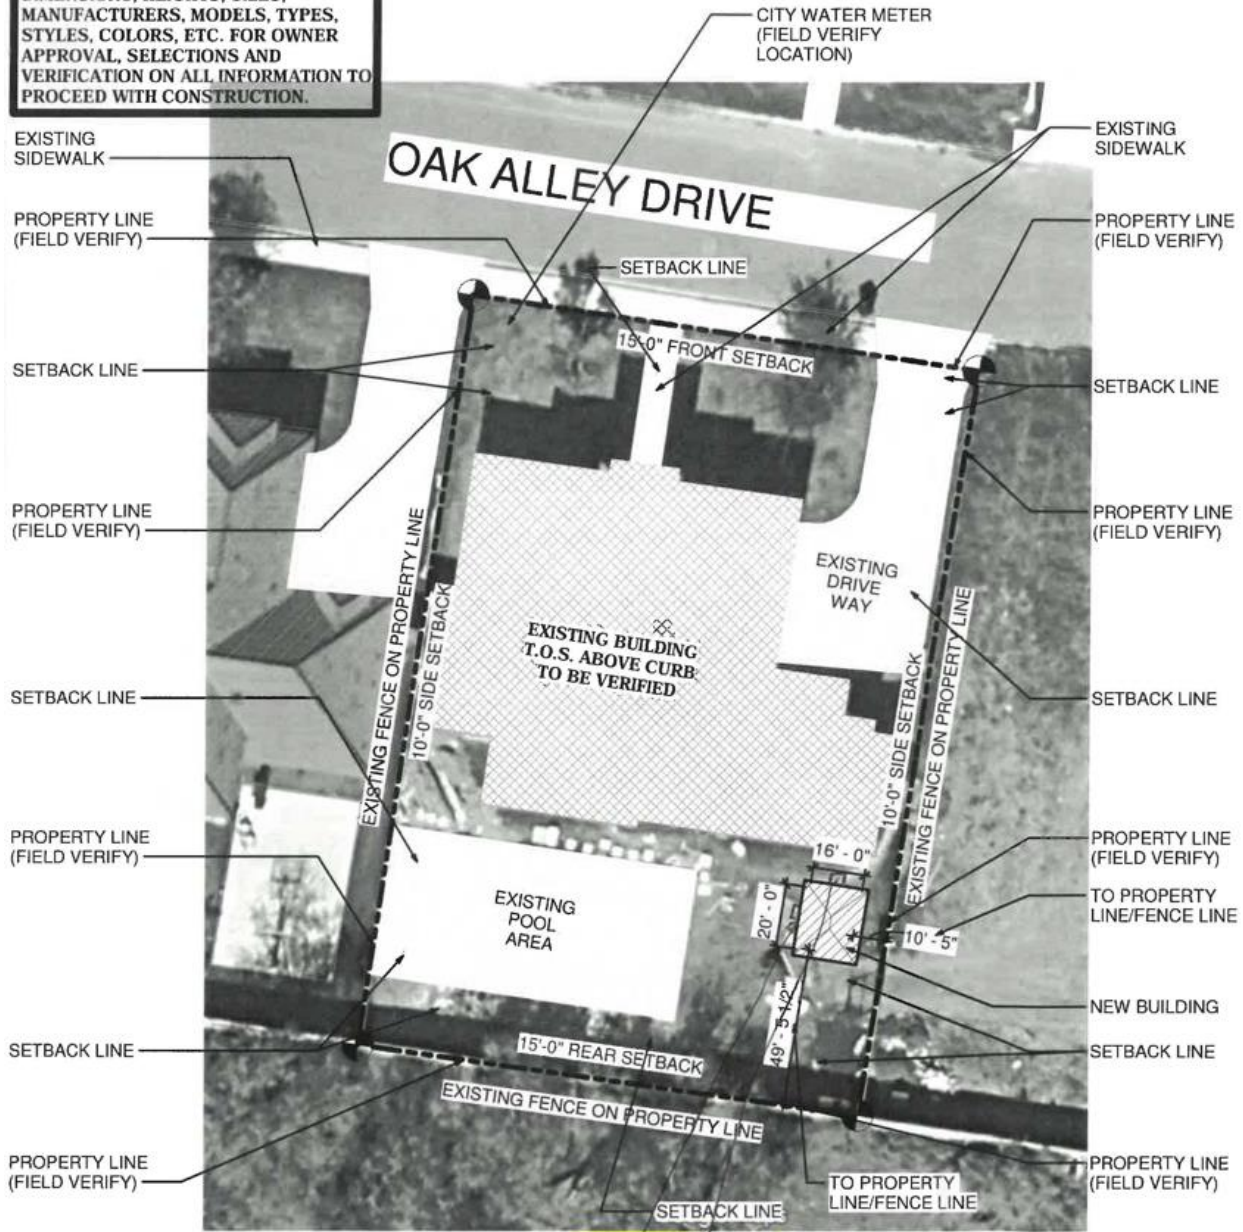 MANUFACTURERS, MODELS, TYPES,
STYLES, COLORS, ETC. FOR OWNER
APPROVAL, SELECTIONS AND
VERIFICATION ON ALL INFORMATION TO
PROCEED WITH CONSTRUCTION.
CITY WATER METER
(FIELD VERIFY
LOCATION)
EXISTING
SIDEWALK
EXISTING
SIDEWALK
OAK ALLEY DRIVE
PROPERTY LINE
(FIELD VERIFY)
PROPERTY LINE
(FIELD VERIFY)
SETBACK LINE
15'-0" FRONT SETBACK
SETBACK LINE
SETBACK LINE
PROPERTY LINE
(FIELD VERIFY)
PROPERTY LINE
(FIELD VERIFY)
EXISTING
DRIVE
WAY
EXISTING FENCE ON PROPERTY LINE
10'-0" SIDE SETBACK
EXISTING BUILDING
T.O.S. ABOVE CURB
TO BE VERIFIED
10'-0" SIDE SETBACK
EXISTING FENCE ON PROPERTY LINE
SETBACK LINE
SETBACK LINE
PROPERTY LINE
(FIELD VERIFY)
16' - 0"
PROPERTY LINE
(FIELD VERIFY)
TO PROPERTY
LINE/FENCE LINE
EXISTING
POOL
AREA
20' - 0"
10' - 5"
49' - 5 1/2"
NEW BUILDING
SETBACK LINE
SETBACK LINE
15'-0" REAR SETBACK
EXISTING FENCE ON PROPERTY LINE
PROPERTY LINE
(FIELD VERIFY)
TO PROPERTY
LINE/FENCE LINE
PROPERTY LINE
(FIELD VERIFY)
SETBACK LINE